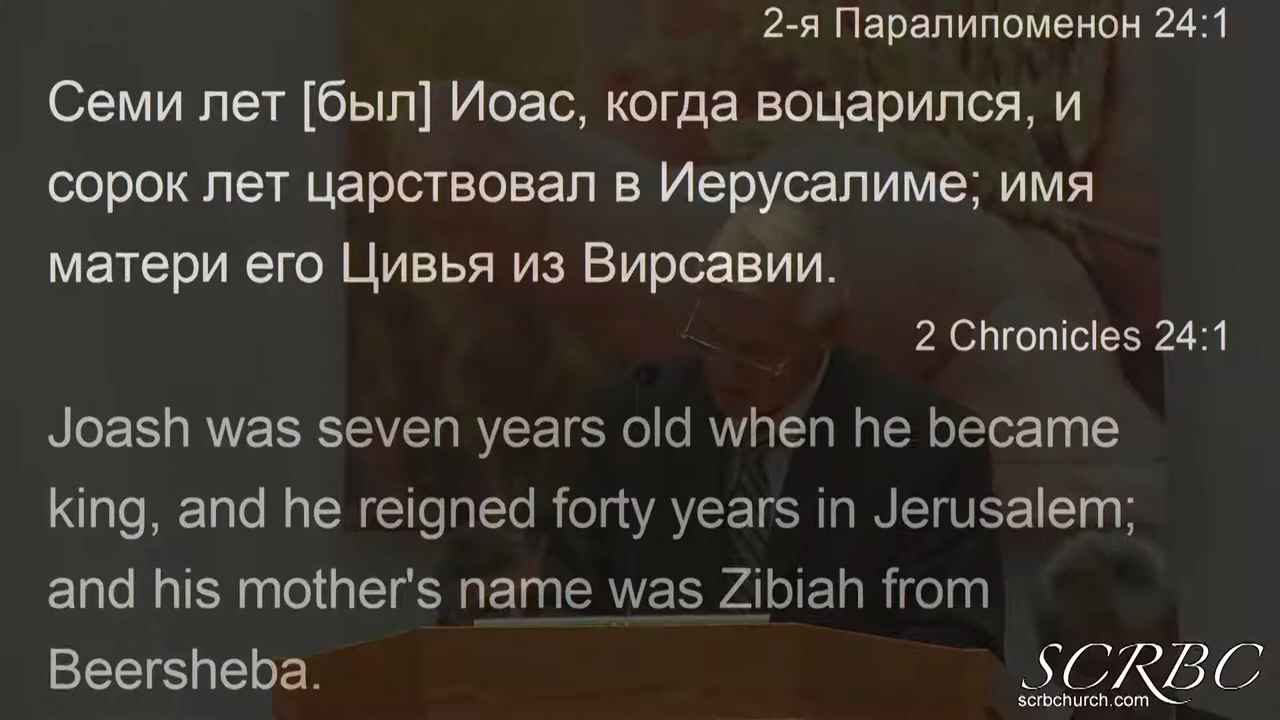 2-я Паралипоменон 24:1
Семи лет [был] Иоас, когда воцарился, и
сорок лет царствовал в Иерусалиме; имя
матери его Цивья из Вирсавии.
2 Chronicles 24:1
Joash was seven years old when he became
king, and he reigned forty years in Jerusalem;
and his mother's name was Zibiah from
Beersheba.
SCRBC
scrbchurch.com